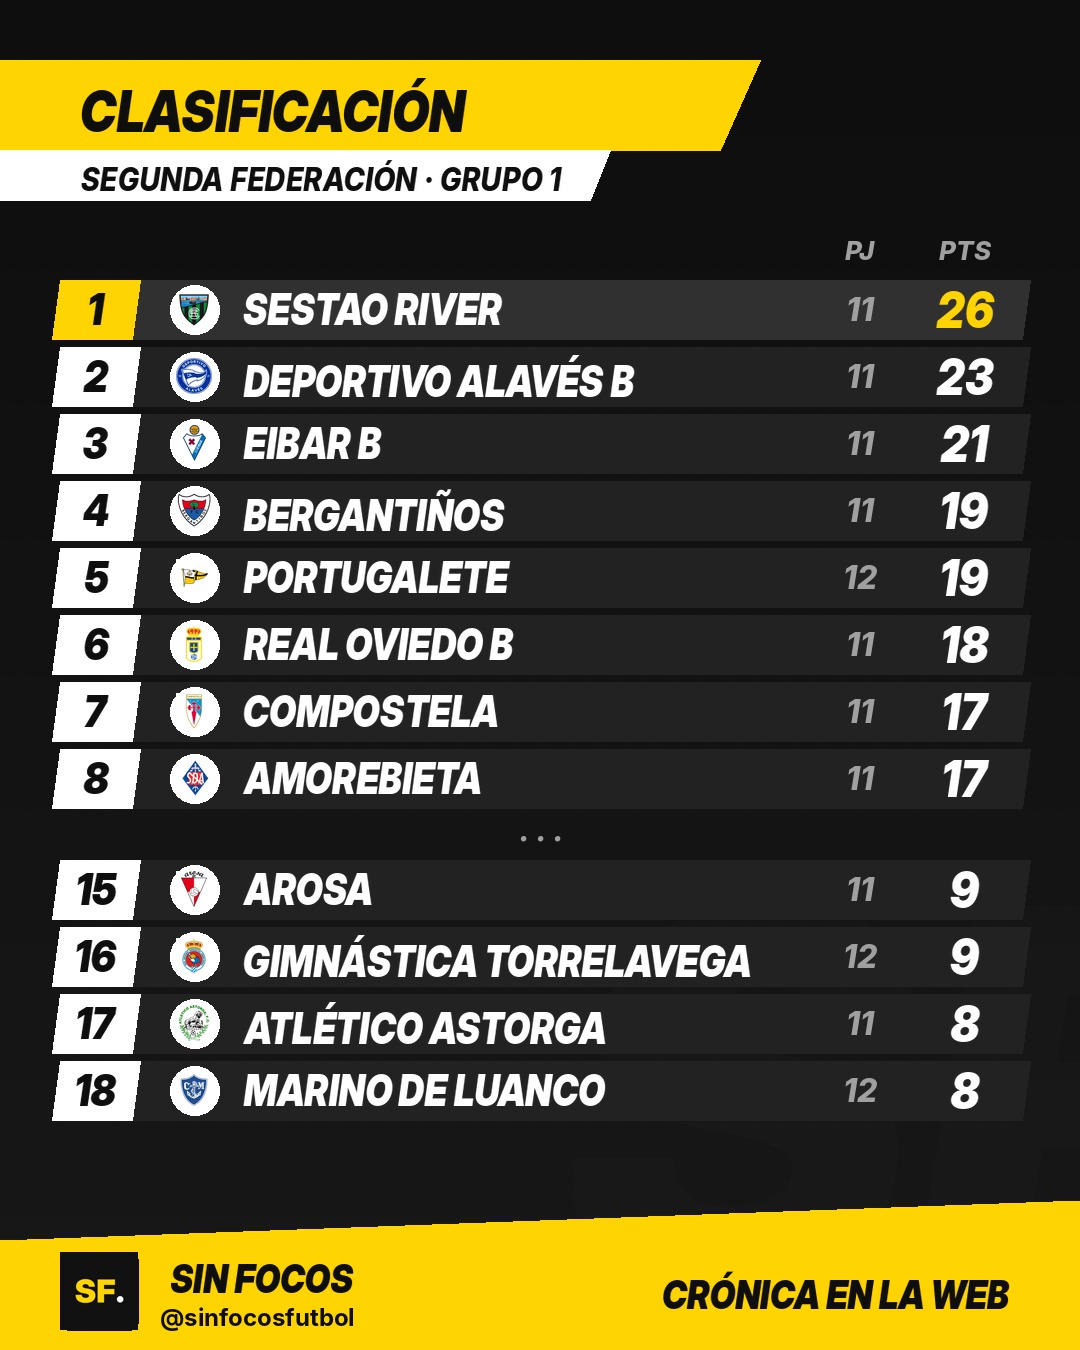 CLASIFICACIÓN
SEGUNDA FEDERACIÓN · GRUPO 1
PJ PTS
1 SESTAO RIVER 11 26
2 DEPORTIVO ALAVÉS B 11 23
3 EIBAR B 11 21
4 BERGANTIÑOS 11 19
5 PORTUGALETE 12 19
6 REAL OVIEDO B 11 18
7 COMPOSTELA 11 17
8 AMOREBIETA 11 17
...
15 AROSA 11 9
16 GIMNÁSTICA TORRELAVEGA 12 9
17 ATLÉTICO ASTORGA 11 8
18 MARINO DE LUANCO 12 8
SF.
SIN FOCOS
@sinfocosfutbol
CRÓNICA EN LA WEB